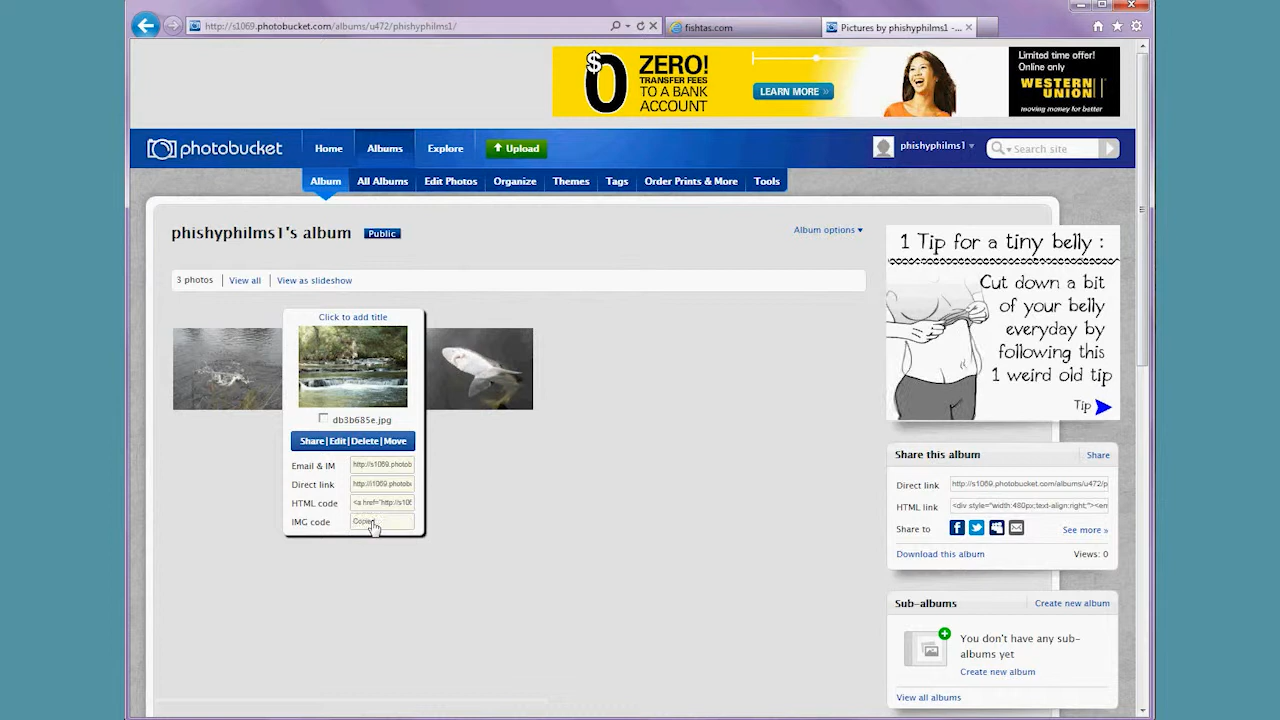 http://s1069.photobucket.com/albums/u472/phishyphilms1/
fishtas.com
Pictures by phishyphilms1 -...
$0
ZERO!
TRANSFER FEES
TO A BANK
ACCOUNT
LEARN MORE »
Limited time offer!
Online only
WESTERN
UNION
moving money for better
photobucket
Home
Albums
Explore
Upload
phishyphilms1
Search site
Album
All Albums
Edit Photos
Organize
Themes
Tags
Order Prints & More
Tools
phishyphilms1's album
Public
Album options
3 photos
View all
View as slideshow
Click to add title
db3b685e.jpg
Share|Edit|Delete|Move
Email & IM
http://s1069.photob
Direct link
http://i1069.photob
HTML code
<a href="http://s10
IMG code
1 Tip for a tiny belly :
Cut down a bit
of your belly
everyday by
following this
1 weird old tip
Tip
Share this album
Share
Direct link
http://s1069.photobucket.com/albums/u472/p
HTML link
<div style="width:480px;text-align:right;"><em
Share to
See more »
Download this album
Views: 0
Sub-albums
Create new album
You don't have any sub-
albums yet
Create new album
View all albums